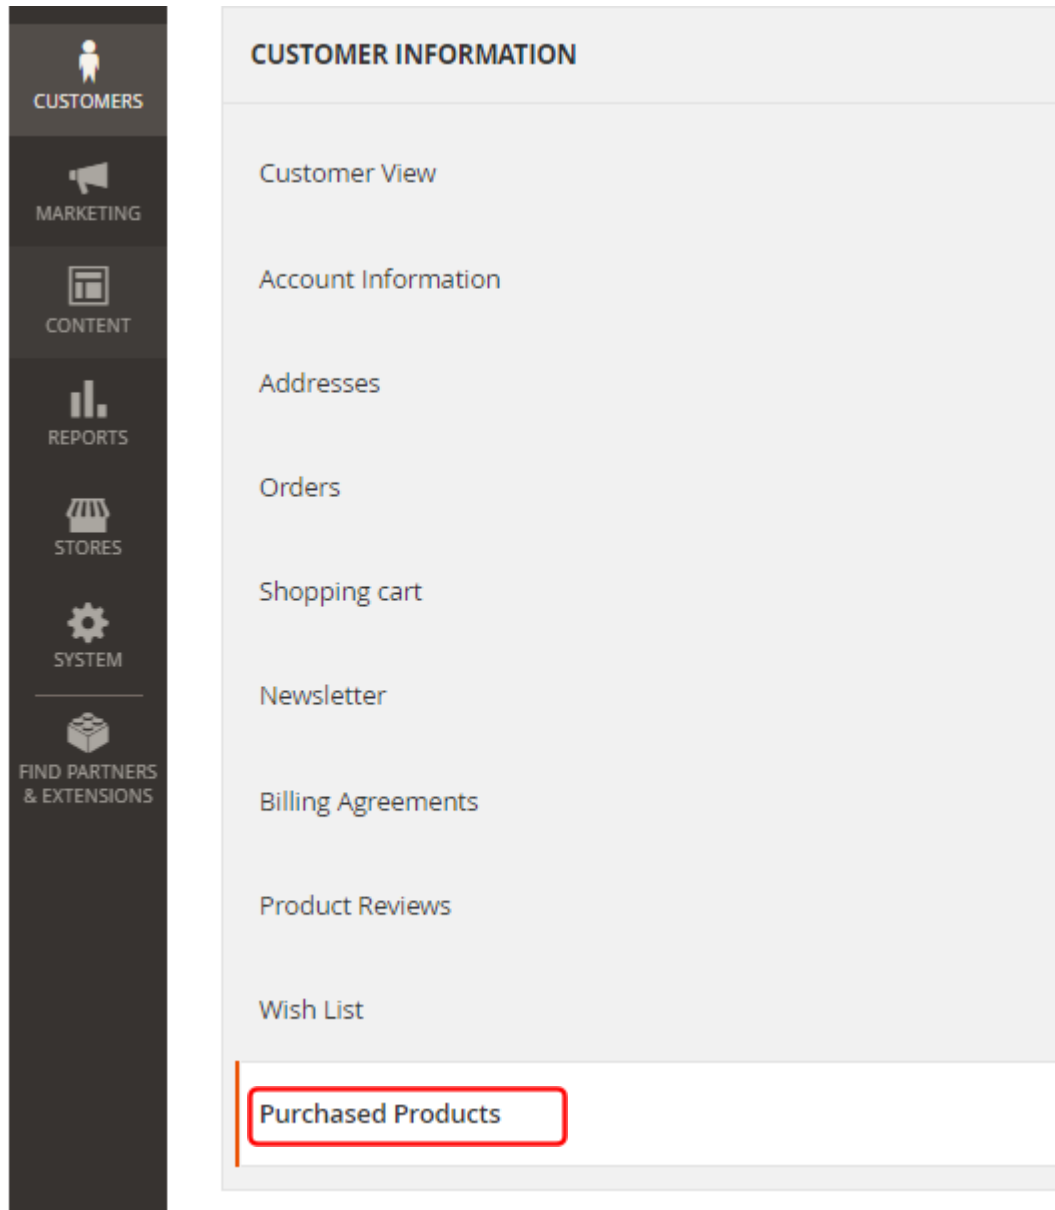 CUSTOMERS
MARKETING
CONTENT
REPORTS
STORES
SYSTEM
FIND PARTNERS
& EXTENSIONS
CUSTOMER INFORMATION
Customer View
Account Information
Addresses
Orders
Shopping cart
Newsletter
Billing Agreements
Product Reviews
Wish List
Purchased Products